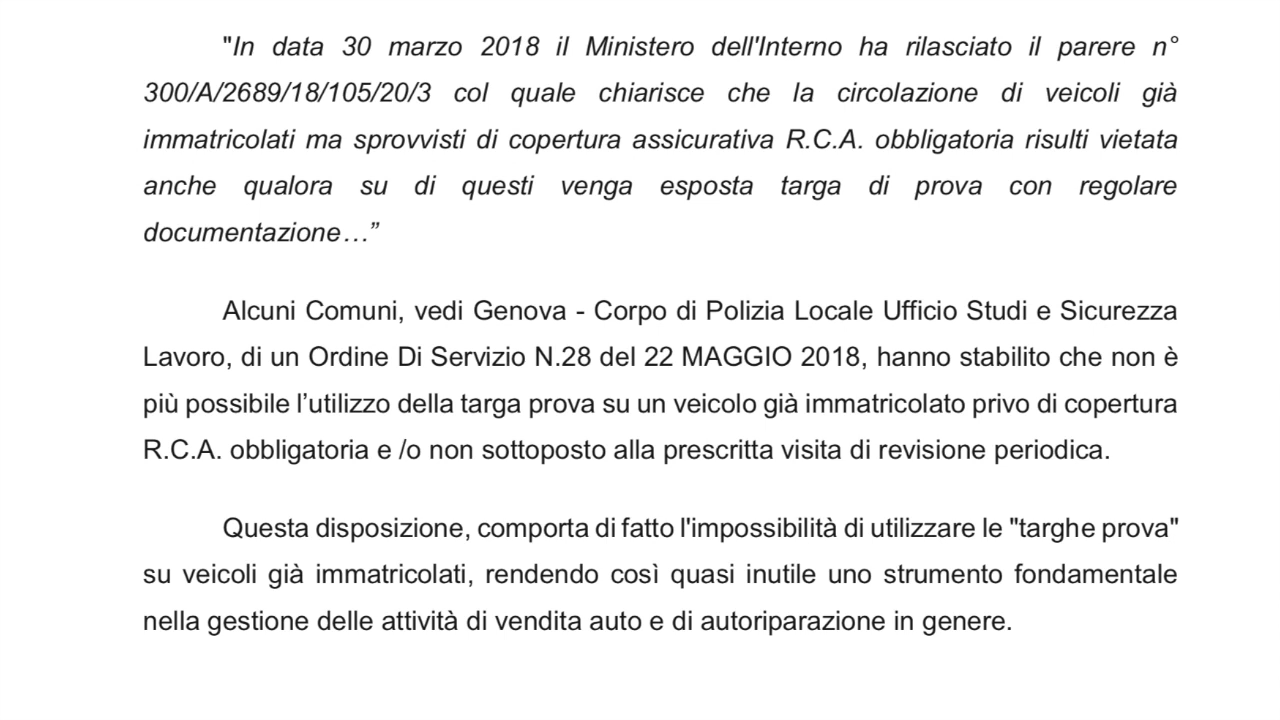 "In data 30 marzo 2018 il Ministero dell'Interno ha rilasciato il parere n°
300/A/2689/18/105/20/3 col quale chiarisce che la circolazione di veicoli già
immatricolati ma sprovvisti di copertura assicurativa R.C.A. obbligatoria risulti vietata
anche qualora su di questi venga esposta targa di prova con regolare
documentazione…”
Alcuni Comuni, vedi Genova - Corpo di Polizia Locale Ufficio Studi e Sicurezza
Lavoro, di un Ordine Di Servizio N.28 del 22 MAGGIO 2018, hanno stabilito che non è
più possibile l’utilizzo della targa prova su un veicolo già immatricolato privo di copertura
R.C.A. obbligatoria e /o non sottoposto alla prescritta visita di revisione periodica.
Questa disposizione, comporta di fatto l'impossibilità di utilizzare le "targhe prova"
su veicoli già immatricolati, rendendo così quasi inutile uno strumento fondamentale
nella gestione delle attività di vendita auto e di autoriparazione in genere.